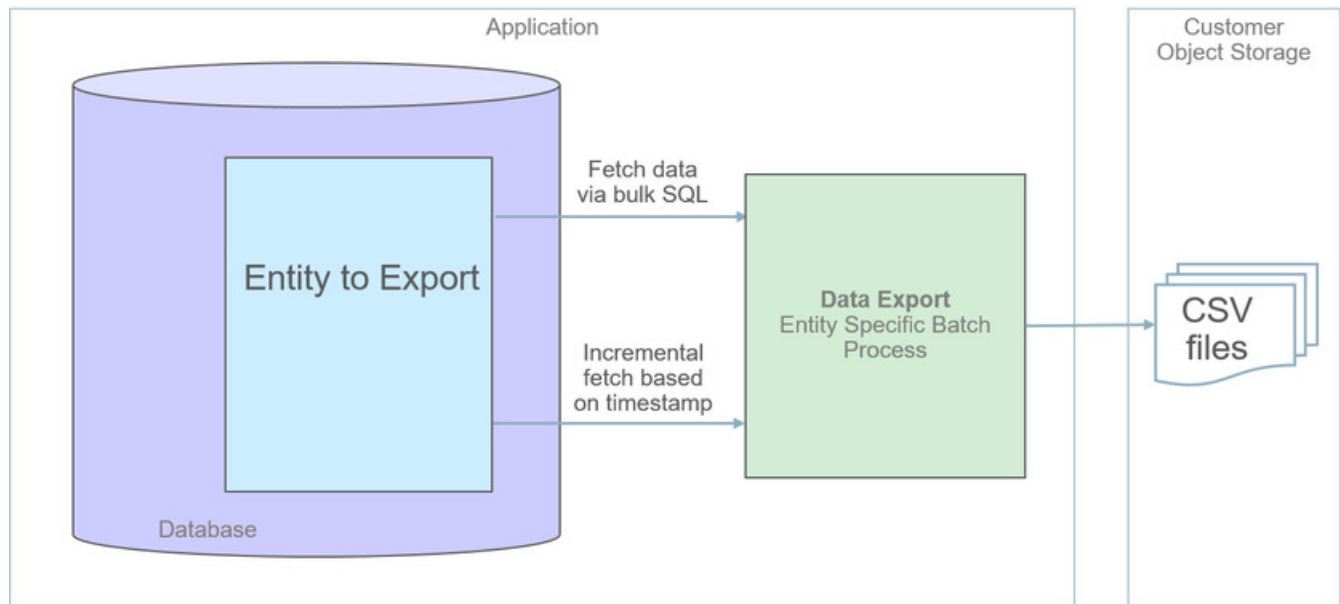 Application
Customer
Object Storage
Fetch data
via bulk SQL
Entity to Export
Data Export
Entity Specific Batch
Process
CSV
files
Incremental
fetch based
on timestamp
Database